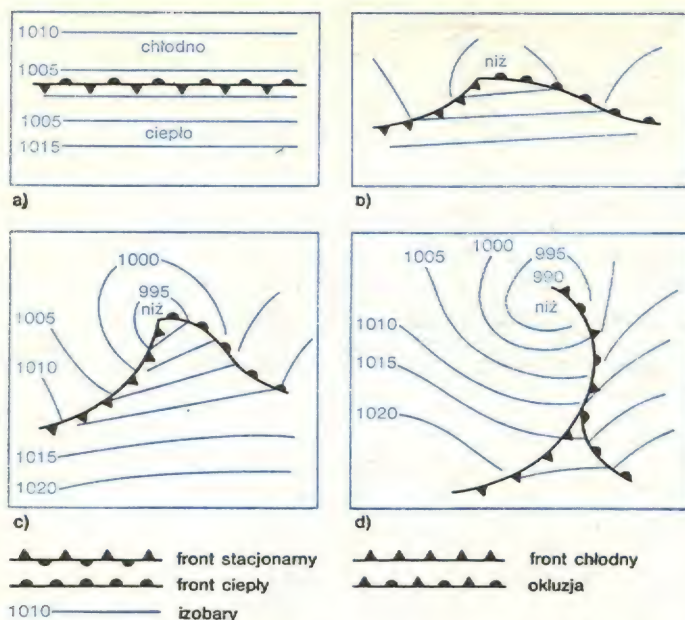 1010
chłodno
1005
1005
ciepło
1015
a)
niż
b)
1000
995
niż
1005
1010
1015
1020
c)
1005
1000
995
990
niż
1010
1015
1020
d)
front stacjonarny
front ciepły
1010 izobary
front chłodny
okluzja